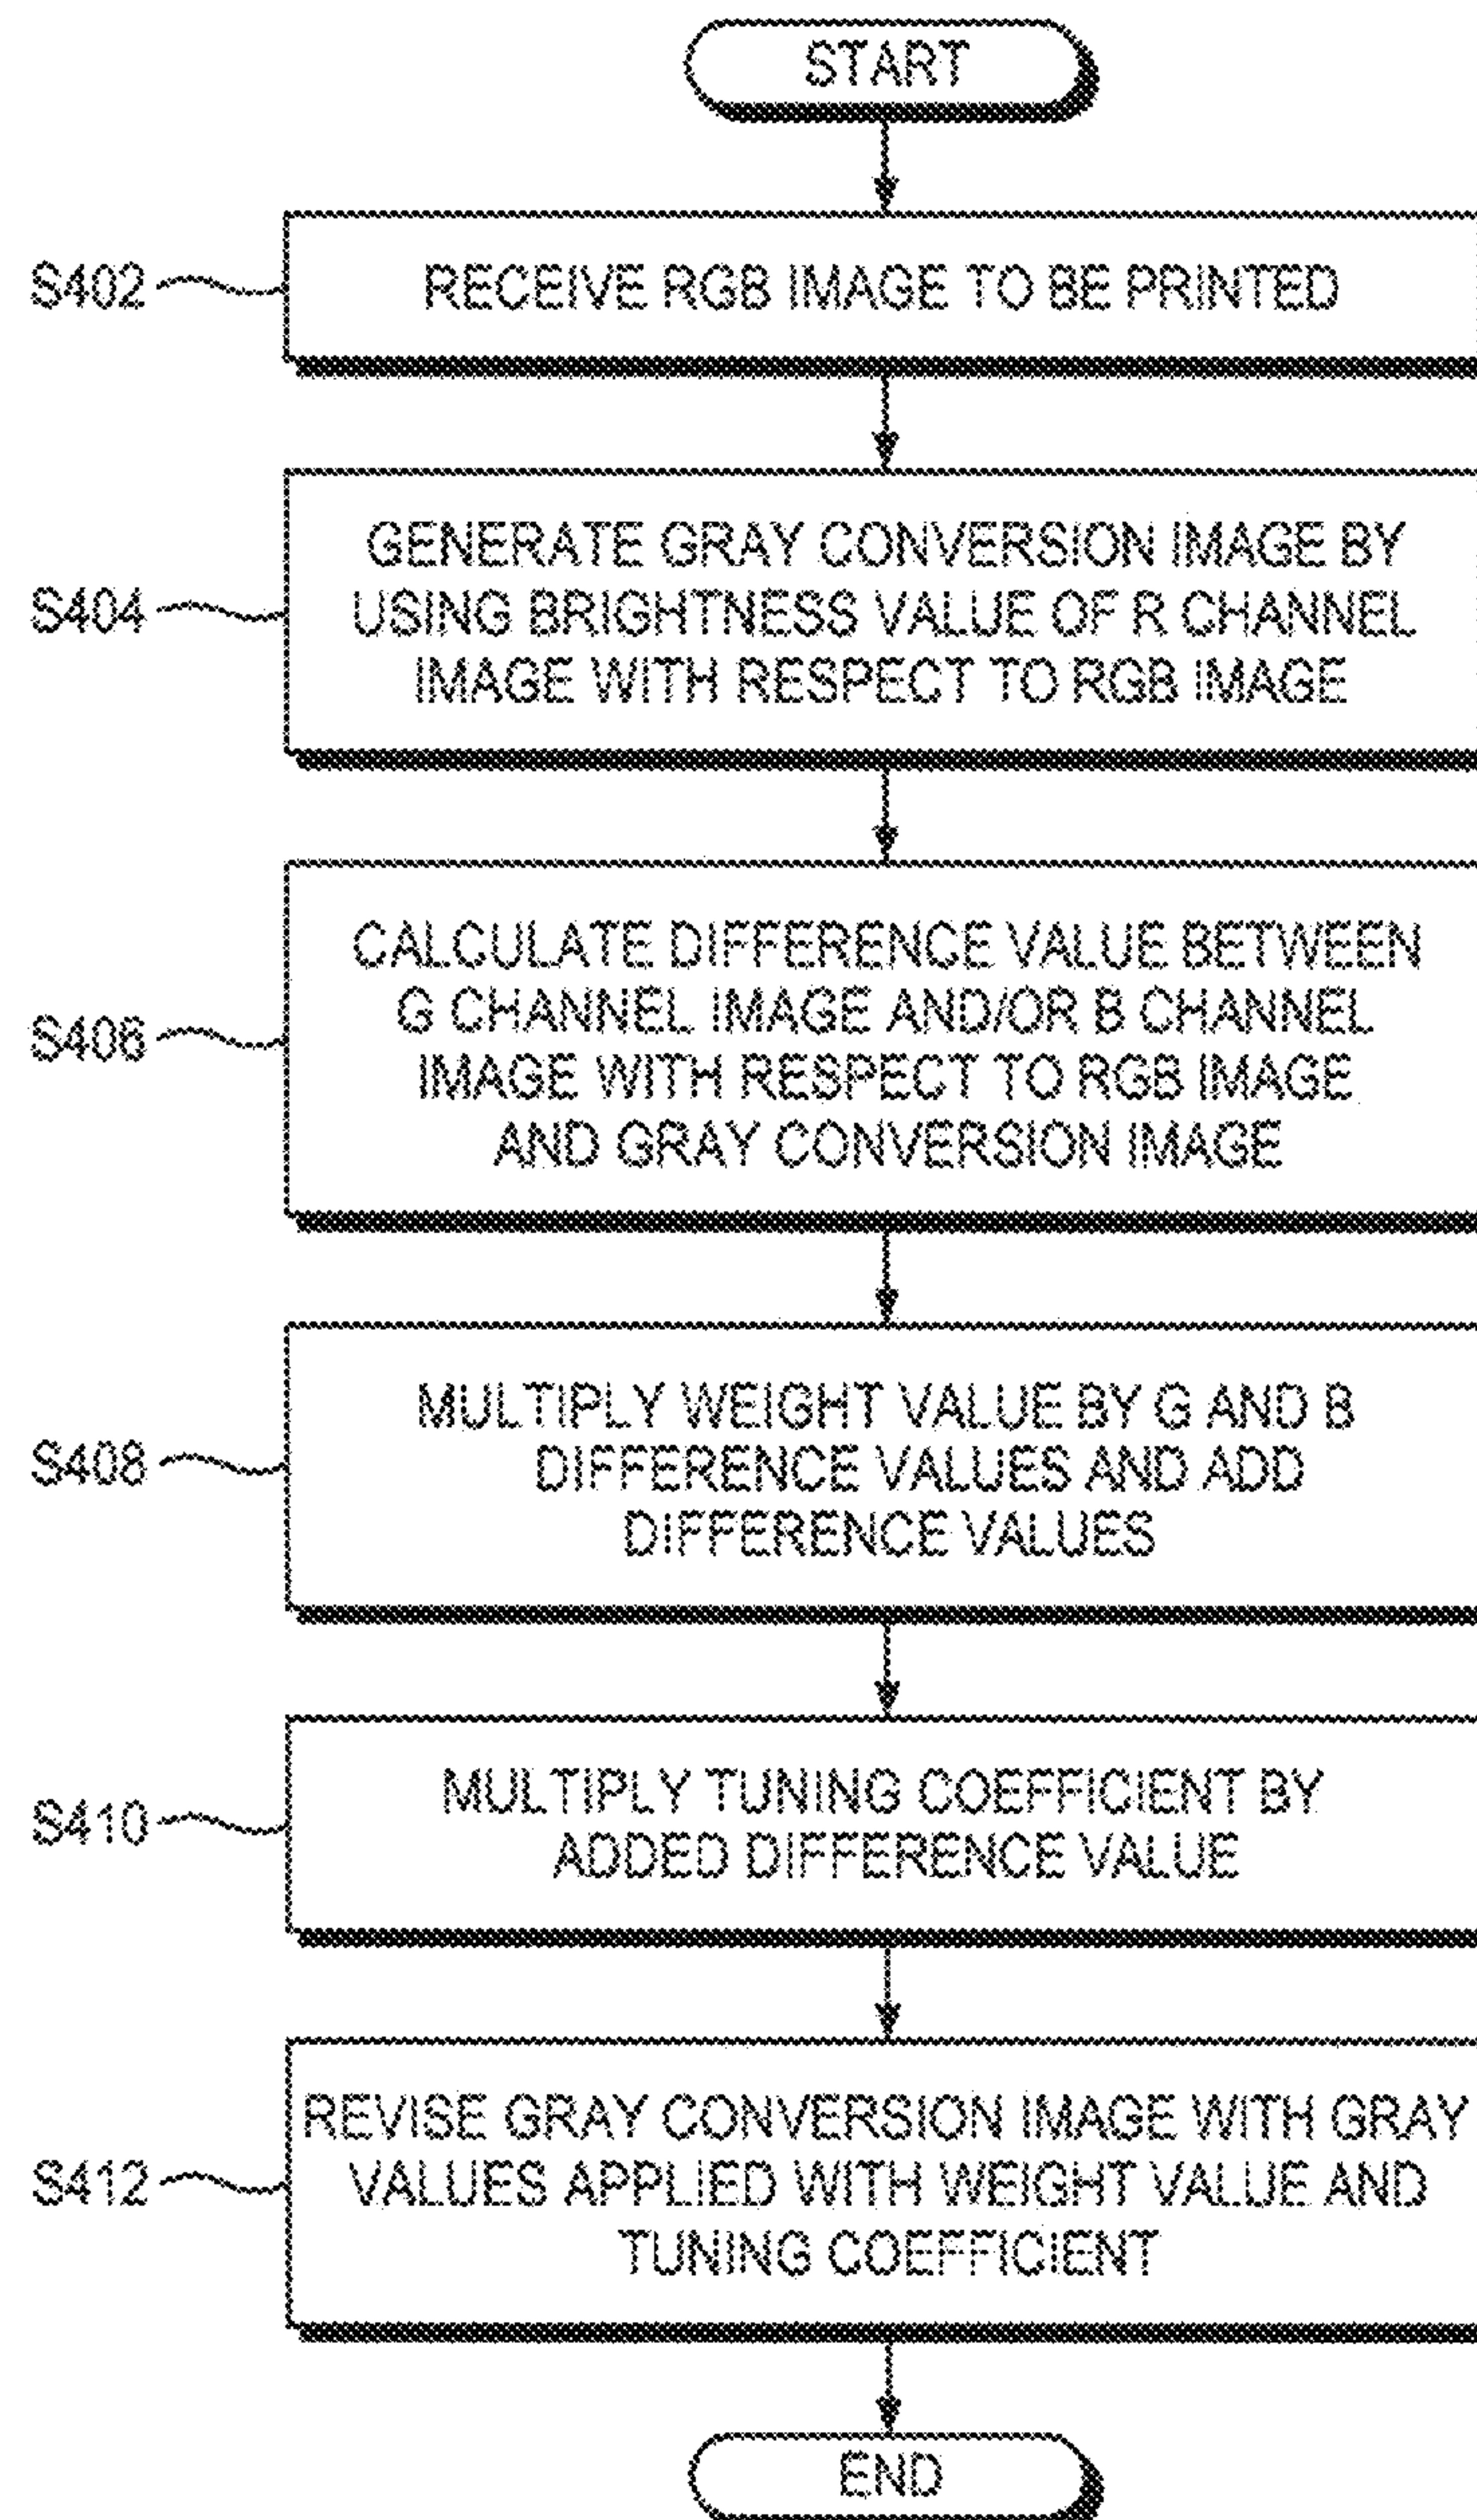 START
S402
RECEIVE RGB IMAGE TO BE PRINTED
S404
GENERATE GRAY CONVERSION IMAGE BY
USING BRIGHTNESS VALUE OF R CHANNEL
IMAGE WITH RESPECT TO RGB IMAGE
S406
CALCULATE DIFFERENCE VALUE BETWEEN
G CHANNEL IMAGE AND/OR B CHANNEL
IMAGE WITH RESPECT TO RGB IMAGE
AND GRAY CONVERSION IMAGE
S408
MULTIPLY WEIGHT VALUE BY G AND B
DIFFERENCE VALUES AND ADD
DIFFERENCE VALUES
S410
MULTIPLY TUNING COEFFICIENT BY
ADDED DIFFERENCE VALUE
S412
REVISE GRAY CONVERSION IMAGE WITH GRAY
VALUES APPLIED WITH WEIGHT VALUE AND
TUNING COEFFICIENT
END